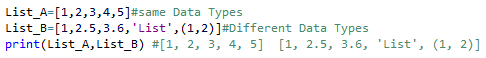 List_A=[1,2,3,4,5]#same Data Types
List_B=[1,2.5,3.6,'List',(1,2)]#Different Data Types
print(List_A,List_B) #[1, 2, 3, 4, 5]  [1, 2.5, 3.6, 'List', (1, 2)]